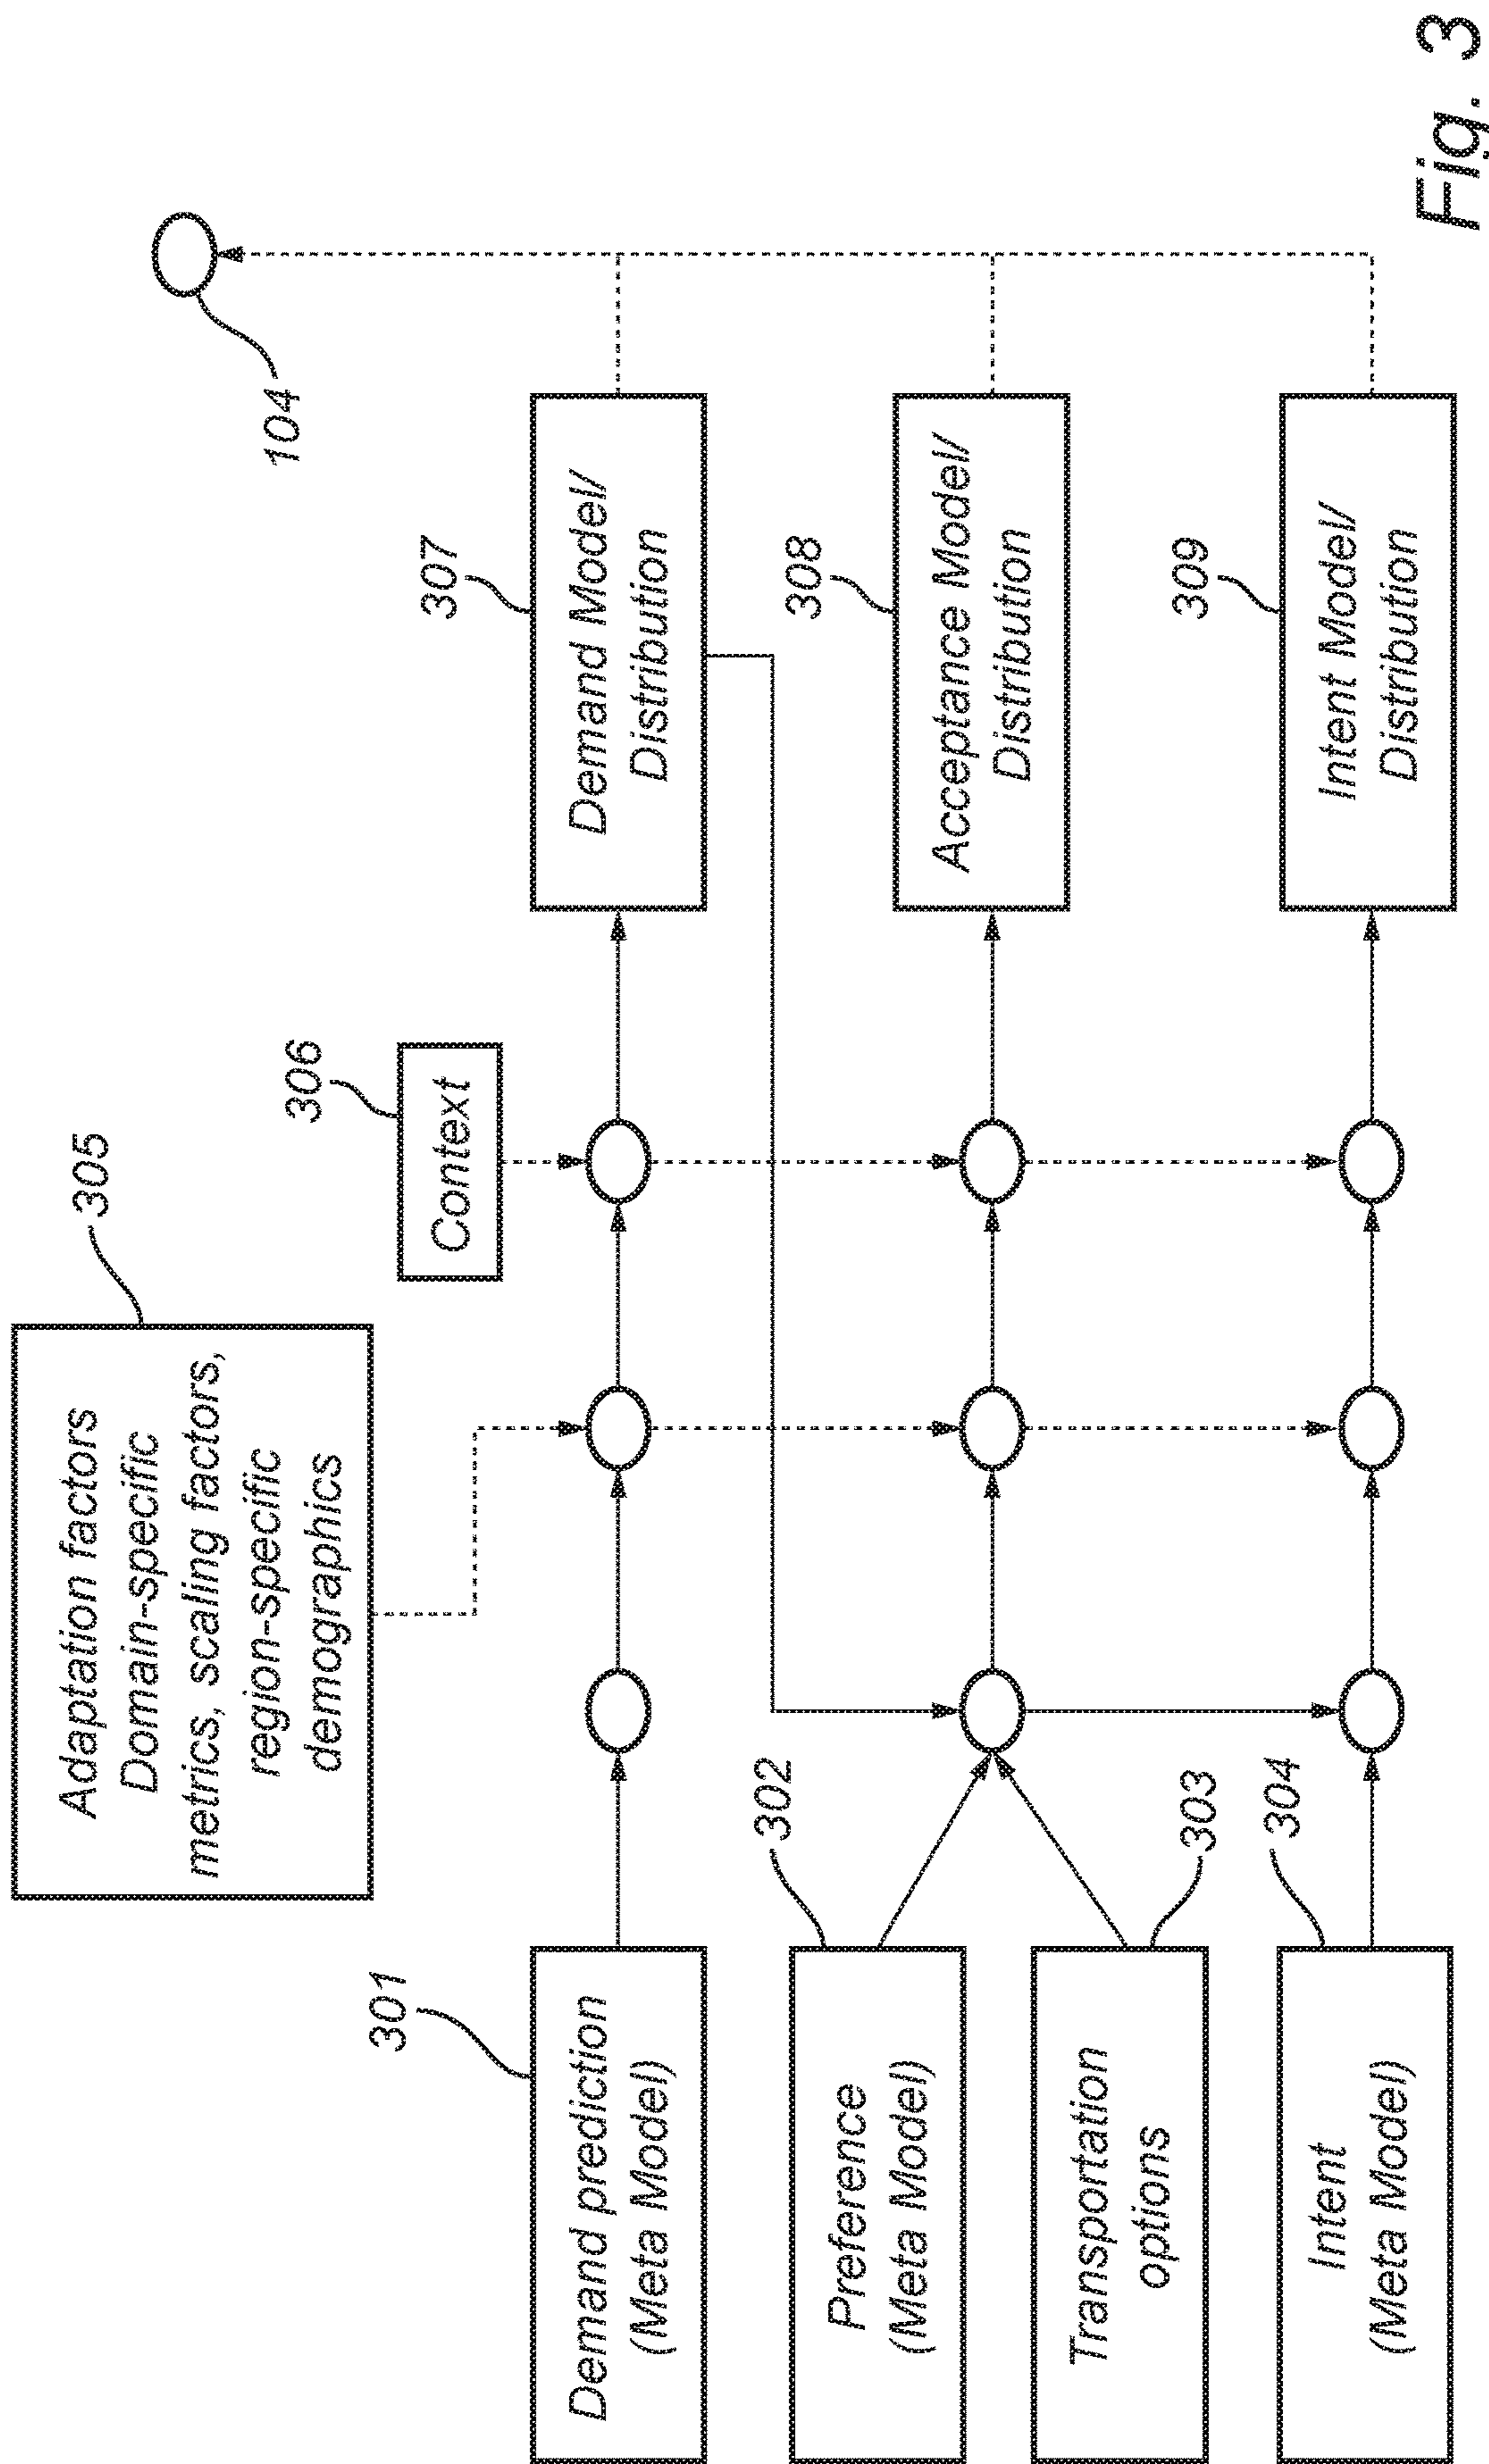 305
Adaptation factors
Domain-specific
metrics, scaling factors,
region-specific
demographics
104
306
Context
301
Demand prediction
(Meta Model)
307
Demand Model/
Distribution
302
Preference
(Meta Model)
308
Acceptance Model/
Distribution
303
Transportation
options
304
Intent
(Meta Model)
309
Intent Model/
Distribution
Fig. 3